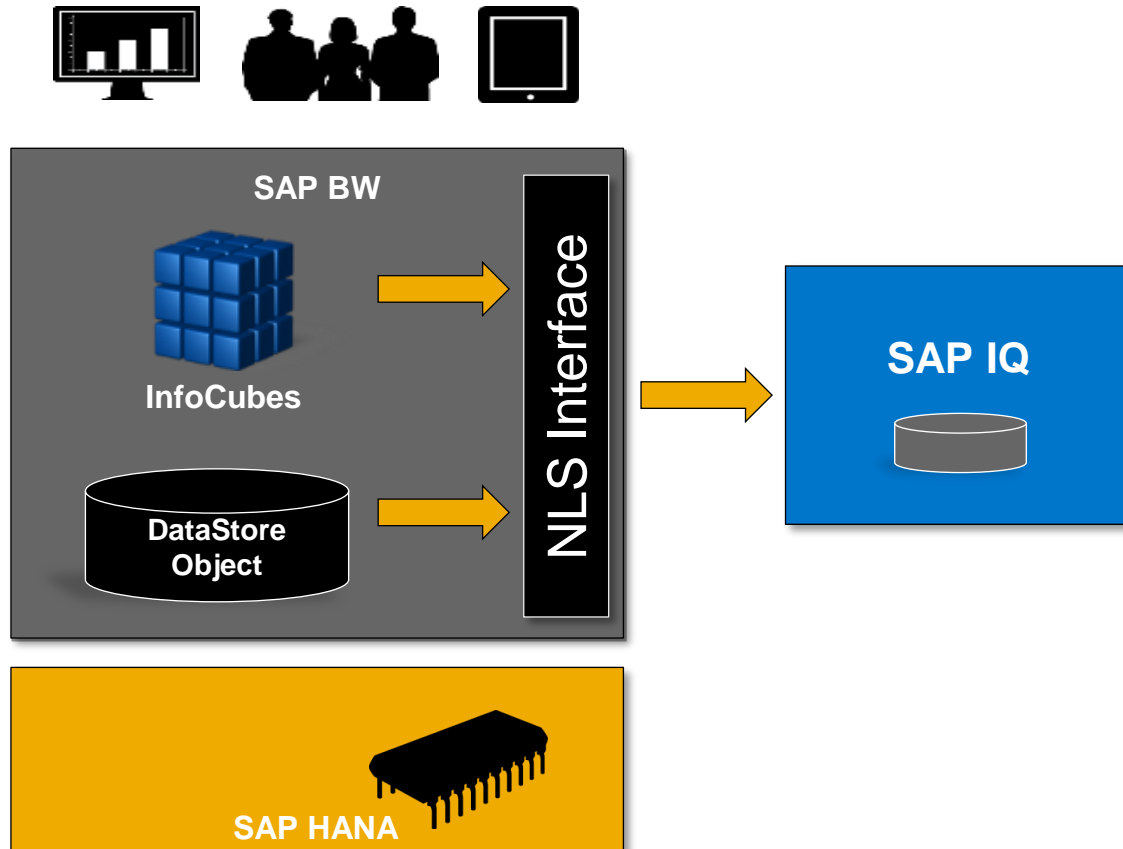 SAP BW
InfoCubes
DataStore
Object
NLS Interface
SAP IQ
SAP HANA